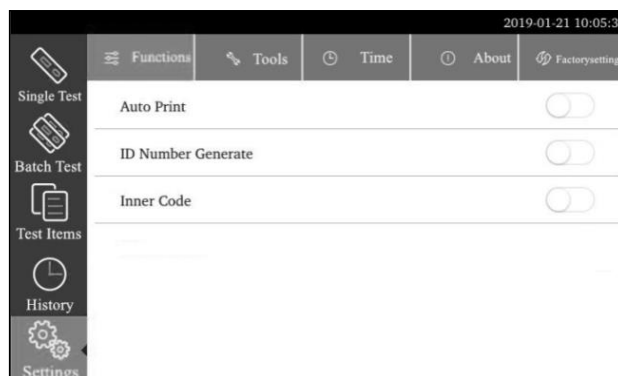 2019-01-21 10:05:3
Functions Tools Time About Factorysetting
Single Test
Batch Test
Test Items
History
Settings
Auto Print
ID Number Generate
Inner Code